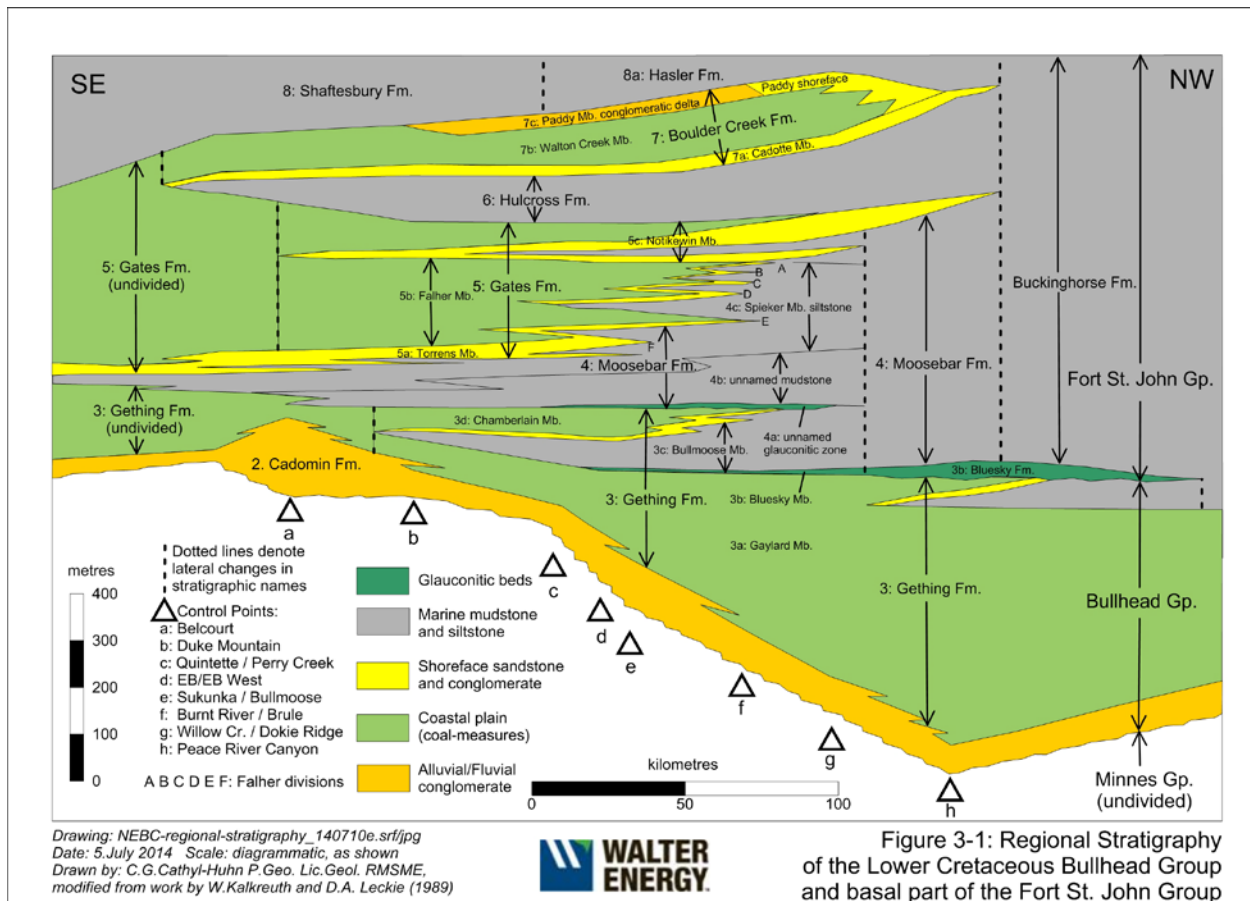 SE
NW
8: Shaftesbury Fm.
8a: Hasler Fm.
Paddy shoreface
7c: Paddy Mb. conglomeratic delta
7: Boulder Creek Fm.
7b: Walton Creek Mb.
7a: Cadotte Mb.
6: Hulcross Fm.
5c: Notikewin Mb.
5: Gates Fm.
(undivided)
5b: Falher Mb.
5: Gates Fm.
A
B
C
D
E
F
4c: Spieker Mb. siltstone
Buckinghorse Fm.
5a: Torrens Mb.
4: Moosebar Fm.
4b: unnamed mudstone
4: Moosebar Fm.
Fort St. John Gp.
3: Gething Fm.
(undivided)
3d: Chamberlain Mb.
3c: Bullmoose Mb.
4a: unnamed
glauconitic zone
2. Cadomin Fm.
3b: Bluesky Fm.
3: Gething Fm.
3b: Bluesky Mb.
3a: Gaylard Mb.
3: Gething Fm.
Bullhead Gp.
Minnes Gp.
(undivided)
a
b
c
d
e
f
g
h
Dotted lines denote
lateral changes in
stratigraphic names
metres
400
300
200
100
0
Control Points:
a: Belcourt
b: Duke Mountain
c: Quintette / Perry Creek
d: EB/EB West
e: Sukunka / Bullmoose
f: Burnt River / Brule
g: Willow Cr. / Dokie Ridge
h: Peace River Canyon
A B C D E F: Falher divisions
Glauconitic beds
Marine mudstone
and siltstone
Shoreface sandstone
and conglomerate
Coastal plain
(coal-measures)
Alluvial/Fluvial
conglomerate
kilometres
0
50
100
Drawing: NEBC-regional-stratigraphy_140710e.srf/jpg
Date: 5.July 2014 Scale: diagrammatic, as shown
Drawn by: C.G.Cathyl-Huhn P.Geo. Lic.Geol. RMSME,
modified from work by W.Kalkreuth and D.A. Leckie (1989)
WALTER
ENERGY.
Figure 3-1: Regional Stratigraphy
of the Lower Cretaceous Bullhead Group
and basal part of the Fort St. John Group